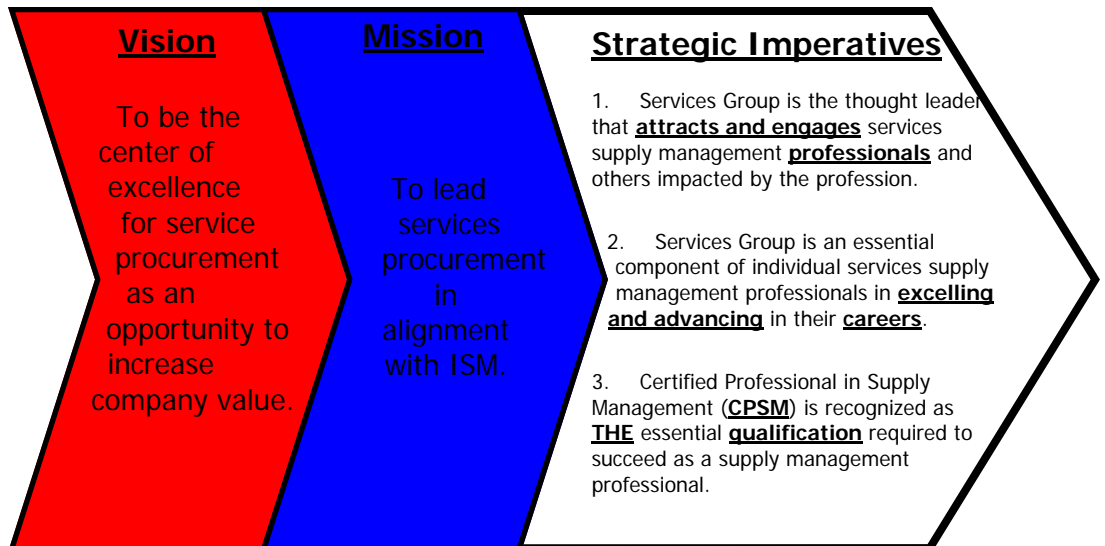 Vision
To be the
center of
excellence
for service
procurement
as an
opportunity to
increase
company value.
Mission
To lead
services
procurement
in
alignment
with ISM.
Strategic Imperatives
1. Services Group is the thought leader
that attracts and engages services
supply management professionals and
others impacted by the profession.
2. Services Group is an essential
component of individual services supply
management professionals in excelling
and advancing in their careers.
3. Certified Professional in Supply
Management (CPSM) is recognized as
THE essential qualification required to
succeed as a supply management
professional.